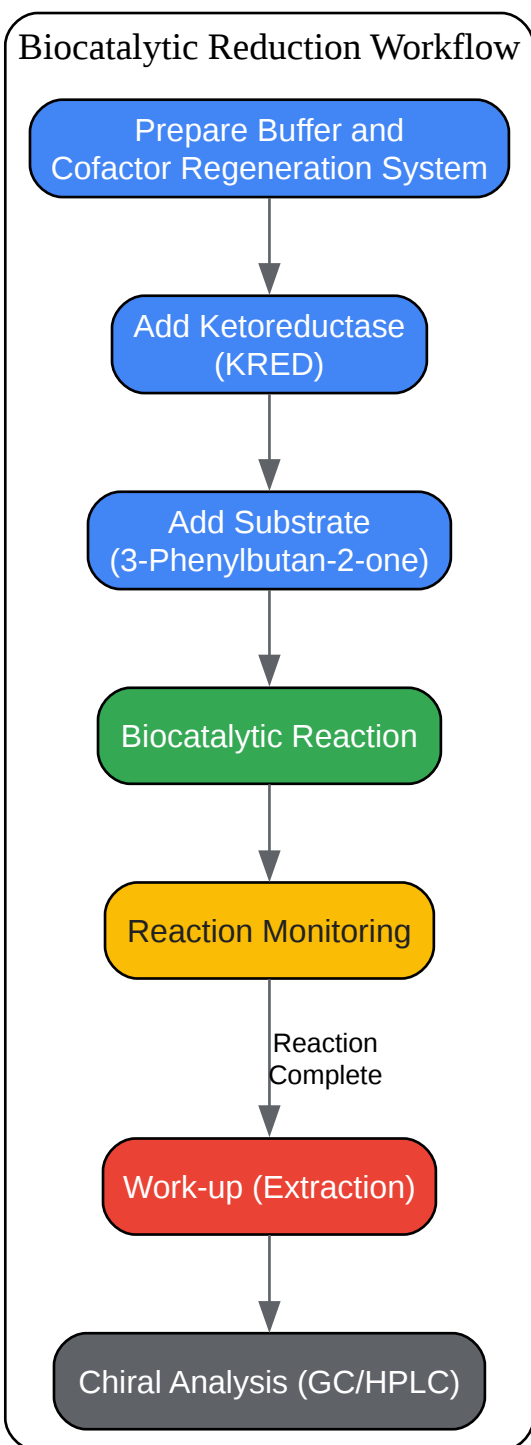 Biocatalytic Reduction Workflow
Prepare Buffer and
Cofactor Regeneration System
Add Ketoreductase
(KRED)
Add Substrate
(3-Phenylbutan-2-one)
Biocatalytic Reaction
Reaction Monitoring
Reaction
Complete
Work-up (Extraction)
Chiral Analysis (GC/HPLC)